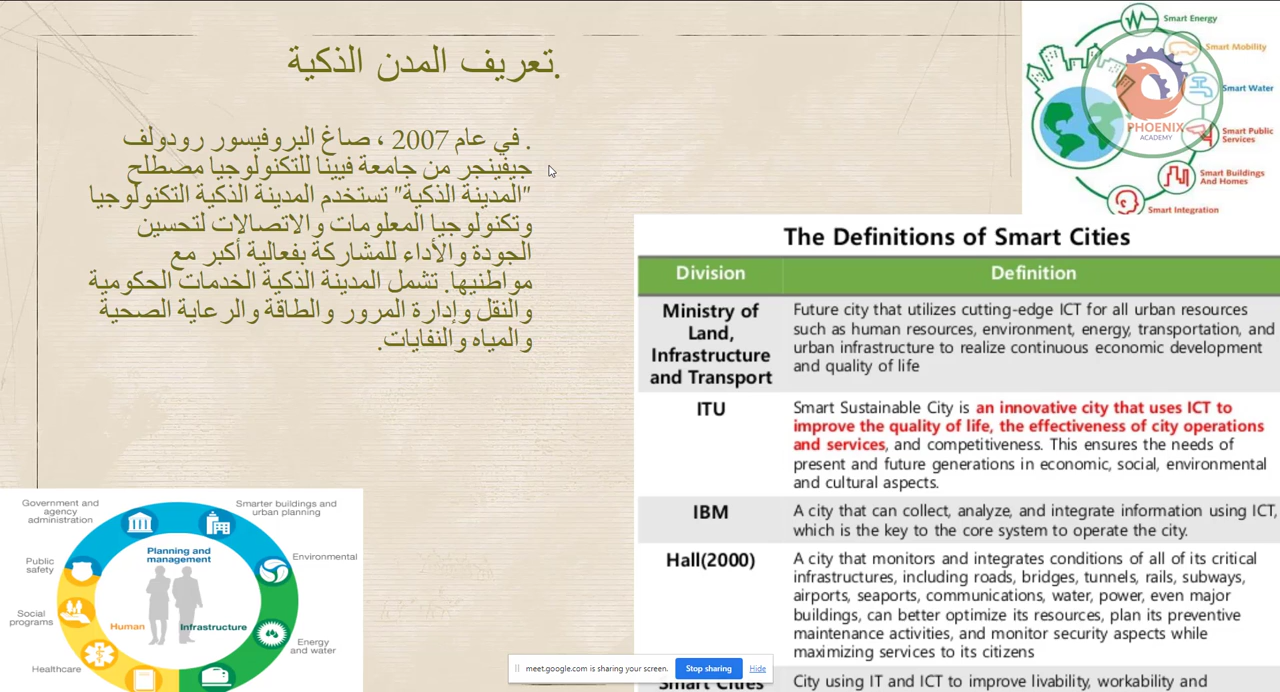 تعريف المدن الذكية.
. في عام 2007 ، صاغ البروفيسور رودولف
جيفينجر من جامعة فيينا للتكنولوجيا مصطلح
"المدينة الذكية" تستخدم المدينة الذكية التكنولوجيا
وتكنولوجيا المعلومات والاتصالات لتحسين
الجودة والأداء للمشاركة بفعالية أكبر مع
مواطنيها. تشمل المدينة الذكية الخدمات الحكومية
والنقل وإدارة المرور والطاقة والرعاية الصحية
والمياه والنفايات.
Smart Energy
Smart Mobility
Smart Water
Smart Public
Services
Smart Buildings
And Homes
Smart Integration
PHOENIX
ACADEMY
The Definitions of Smart Cities
Division Definition
Ministry of
Land,
Infrastructure
and Transport
Future city that utilizes cutting-edge ICT for all urban resources
such as human resources, environment, energy, transportation, and
urban infrastructure to realize continuous economic development
and quality of life
ITU
Smart Sustainable City is an innovative city that uses ICT to
improve the quality of life, the effectiveness of city operations
and services, and competitiveness. This ensures the needs of
present and future generations in economic, social, environmental
and cultural aspects.
IBM
A city that can collect, analyze, and integrate information using ICT,
which is the key to the core system to operate the city.
Hall(2000)
A city that monitors and integrates conditions of all of its critical
infrastructures, including roads, bridges, tunnels, rails, subways,
airports, seaports, communications, water, power, even major
buildings, can better optimize its resources, plan its preventive
maintenance activities, and monitor security aspects while
maximizing services to its citizens
Smart Cities
City using IT and ICT to improve livability, workability and
Government and
agency
administration
Smarter buildings and
urban planning
Public
safety
Planning and
management
Environmental
Social
programs
Human
Infrastructure
Energy
and water
Healthcare
meet.google.com is sharing your screen.
Stop sharing
Hide